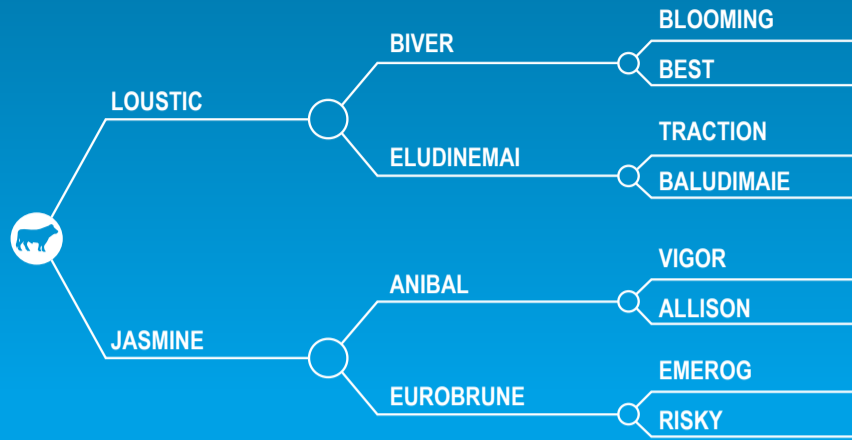 BLOOMING
BIVER
BEST
LOUSTIC
TRACTION
ELUDINEMAI
BALUDIMAIE
VIGOR
ANIBAL
ALLISON
JASMINE
EMEROG
EUROBRUNE
RISKY